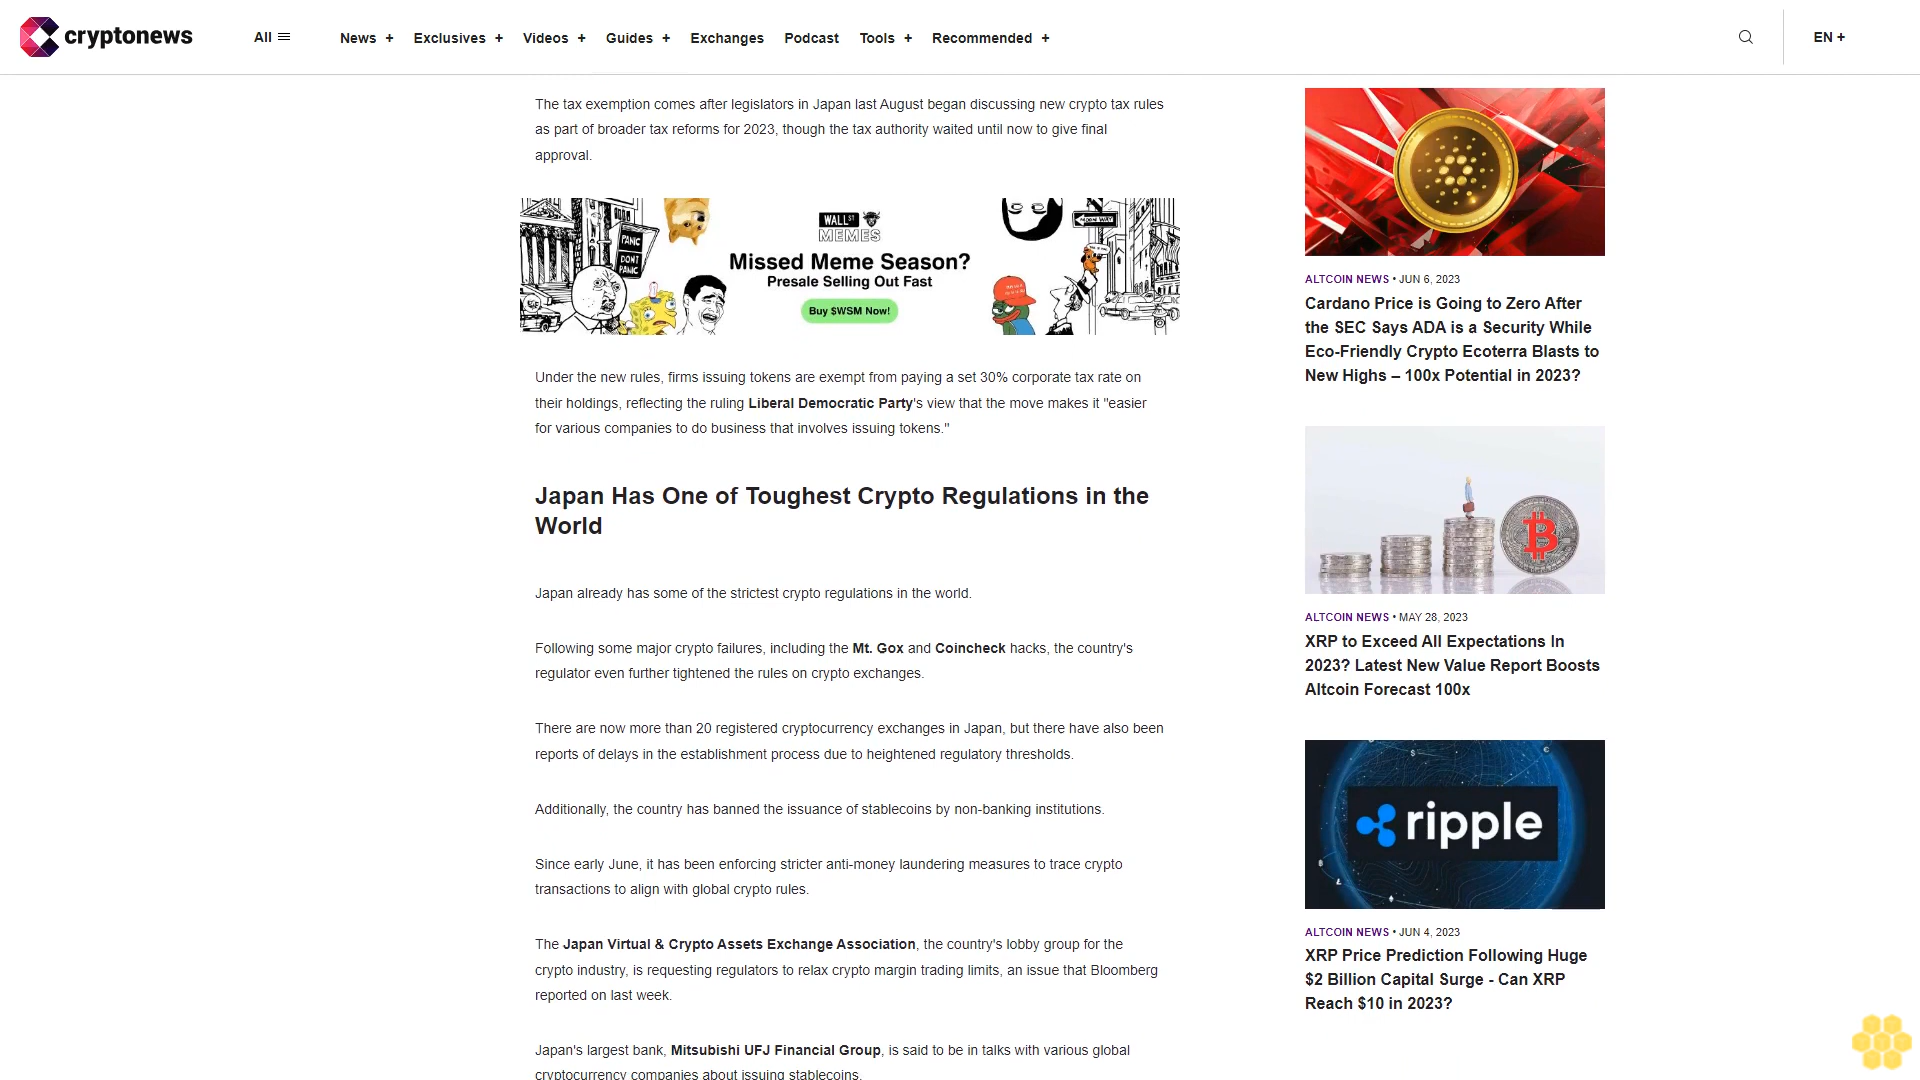 cryptonews
All
News +
Exclusives +
Videos +
Guides +
Exchanges
Podcast
Tools +
Recommended +
EN +
The tax exemption comes after legislators in Japan last August began discussing new crypto tax rules
as part of broader tax reforms for 2023, though the tax authority waited until now to give final
approval.
PANIC
DONT
PANIC
WALL ST
MEMES
Missed Meme Season?
Presale Selling Out Fast
Buy $WSM Now!
MOON WAY
Under the new rules, firms issuing tokens are exempt from paying a set 30% corporate tax rate on
their holdings, reflecting the ruling Liberal Democratic Party's view that the move makes it "easier
for various companies to do business that involves issuing tokens."
Japan Has One of Toughest Crypto Regulations in the
World
Japan already has some of the strictest crypto regulations in the world.
Following some major crypto failures, including the Mt. Gox and Coincheck hacks, the country's
regulator even further tightened the rules on crypto exchanges.
There are now more than 20 registered cryptocurrency exchanges in Japan, but there have also been
reports of delays in the establishment process due to heightened regulatory thresholds.
Additionally, the country has banned the issuance of stablecoins by non-banking institutions.
Since early June, it has been enforcing stricter anti-money laundering measures to trace crypto
transactions to align with global crypto rules.
The Japan Virtual & Crypto Assets Exchange Association, the country's lobby group for the
crypto industry, is requesting regulators to relax crypto margin trading limits, an issue that Bloomberg
reported on last week.
Japan's largest bank, Mitsubishi UFJ Financial Group, is said to be in talks with various global
cryptocurrency companies about issuing stablecoins.
ALTCOIN NEWS • JUN 6, 2023
Cardano Price is Going to Zero After
the SEC Says ADA is a Security While
Eco-Friendly Crypto Ecoterra Blasts to
New Highs – 100x Potential in 2023?
ALTCOIN NEWS • MAY 28, 2023
XRP to Exceed All Expectations In
2023? Latest New Value Report Boosts
Altcoin Forecast 100x
ripple
ALTCOIN NEWS • JUN 4, 2023
XRP Price Prediction Following Huge
$2 Billion Capital Surge - Can XRP
Reach $10 in 2023?